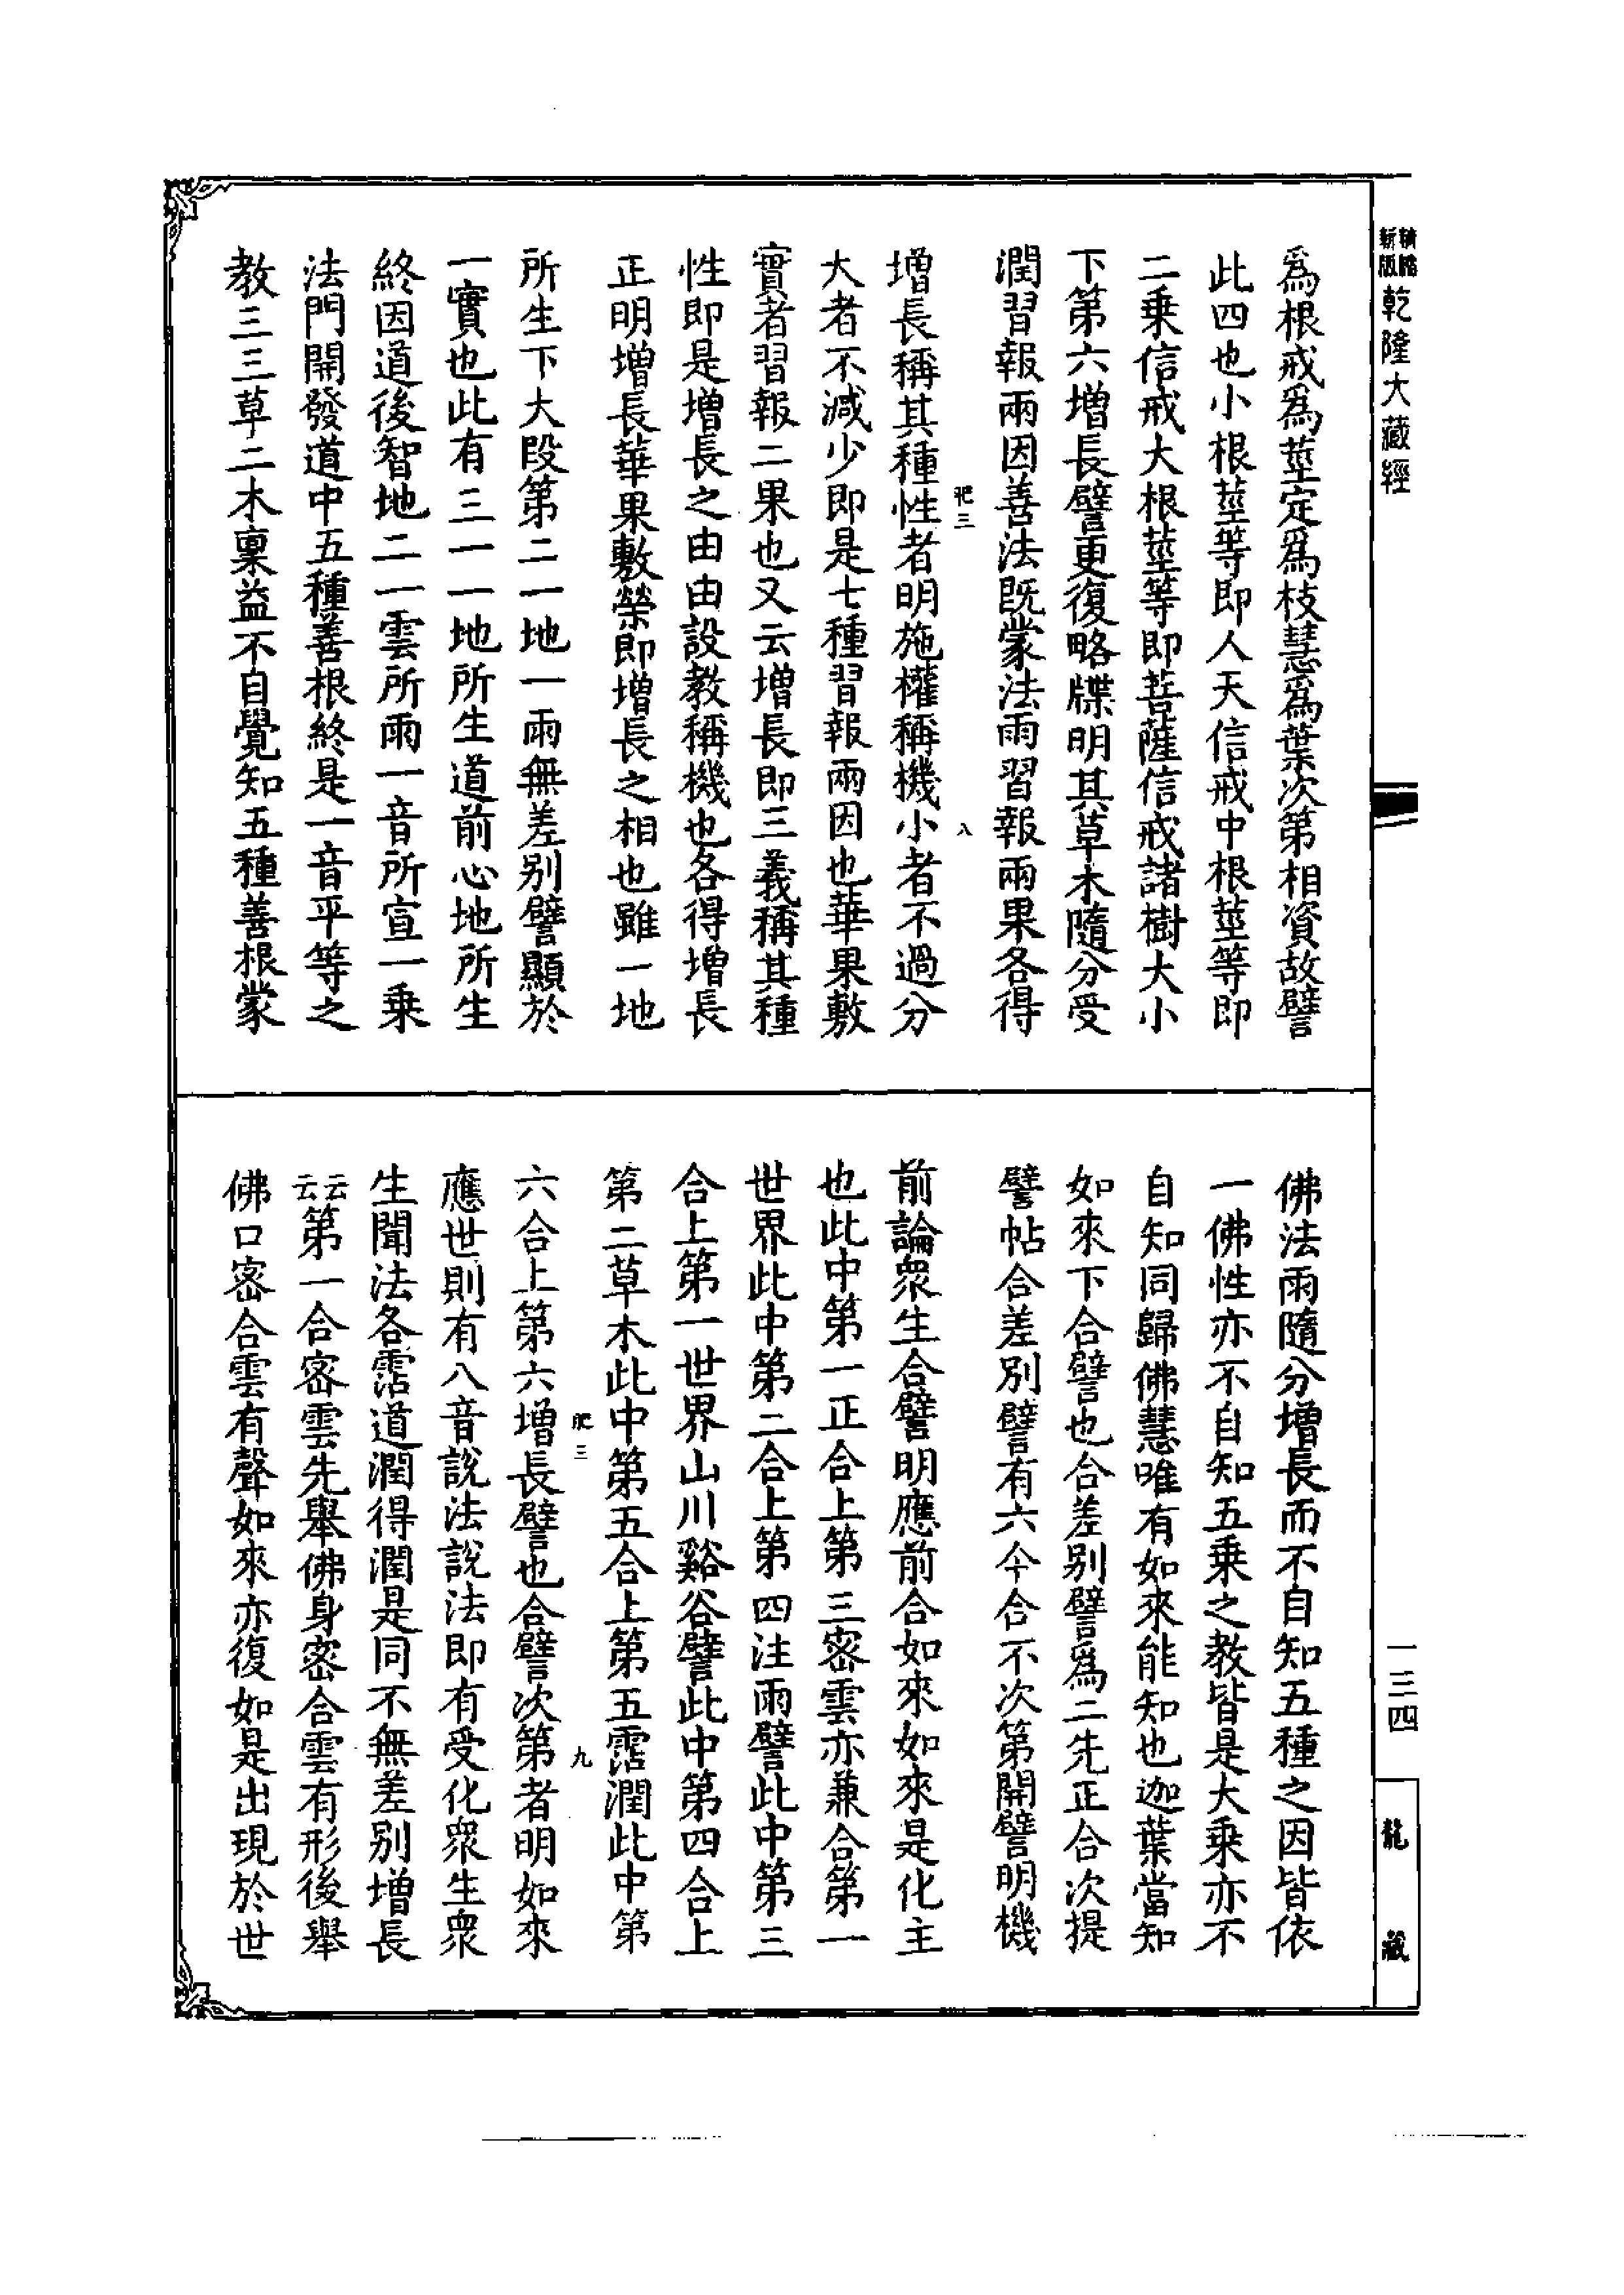 精縮新版乾隆大藏經
一三四
龍藏
爲根戒爲莖定爲枝慧爲葉次第相資故譬
此四也小根莖等即人天信戒中根莖等即
二乘信戒大根莖等即菩薩信戒諸樹大小
下第六增長譬更復略牒明其草木隨分受
潤習報兩因善法既蒙法雨習報兩果各得
肥三
八
增長稱其種性者明施權稱機小者不過分
大者不減少即是七種習報兩因也華果敷
實者習報二果也又云增長即三義稱其種
性即是增長之由由設教稱機也各得增長
正明增長華果敷榮即增長之相也雖一地
所生下大段第二一地一雨無差別譬顯於
一實也此有三一一地所生道前心地所生
終因道後智地二一雲所雨一音所宣一乘
法門開發道中五種善根終是一音平等之
教三三草二木稟益不自覺知五種善根蒙
佛法雨隨分增長而不自知五種之因皆依
一佛性亦不自知五乘之教皆是大乘亦不
自知同歸佛慧唯有如來能知也迦葉當知
如來下合譬也合差別譬爲二先正合次提
譬帖合差別譬有六今合不次第開譬明機
前論衆生合譬明應前合如來如來是化主
也此中第一正合上第三密雲亦兼合第一
世界此中第二合上第四注雨譬此中第三
合上第一世界山川谿谷譬此中第四合上
第二草木此中第五合上第五霑潤此中第
肥三
九
六合上第六增長譬也合譬次第者明如來
應世則有八音說法說法即有受化衆生衆
生聞法各霑道潤得潤是同不無差別增長
云云第一合密雲先舉佛身密合雲有形後舉
佛口密合雲有聲如來亦復如是出現於世